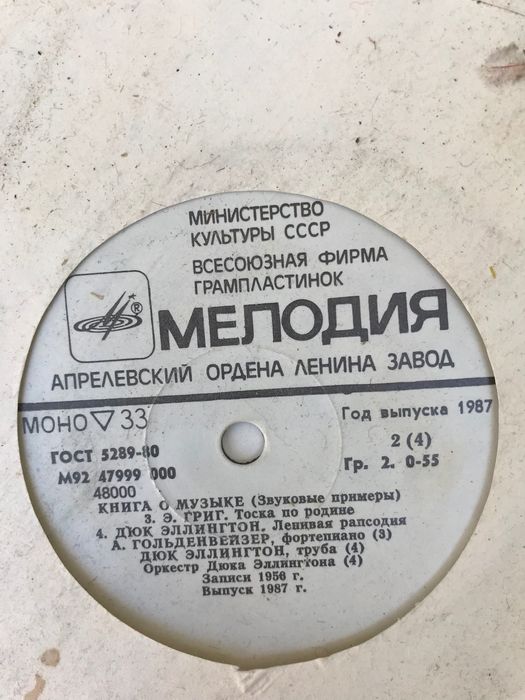 МИНИСТЕРСТВО
КУЛЬТУРЫ СССР
ВСЕСОЮЗНАЯ ФИРМА
ГРАМПЛАСТИНОК
®
МЕЛОДИЯ
АПРЕЛЕВСКИЙ ОРДЕНА ЛЕНИНА ЗАВОД
МОНО 33
Год выпуска 1987
ГОСТ 5289-80
2 (4)
М92 47999 000
Гр. 2. 0-55
48000
КНИГА О МУЗЫКЕ (Звуковые примеры)
3. Э. ГРИГ. Тоска по родине
4. ДЮК ЭЛЛИНГТОН. Ленивая рапсодия
А. ГОЛЬДЕНВЕЙЗЕР, фортепиано (3)
ДЮК ЭЛЛИНГТОН, труба (4)
Оркестр Дюка Эллингтона (4)
Записи 1956 г.
Выпуск 1987 г.